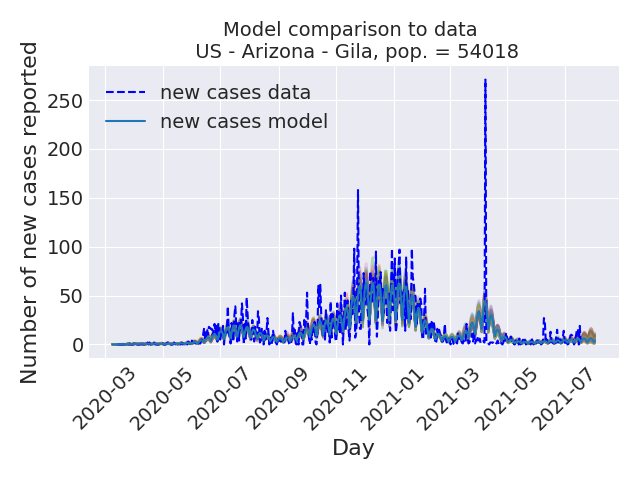 Model comparison to data
US - Arizona - Gila, pop. = 54018
Number of new cases reported
250
200
150
100
50
0
new cases data
new cases model
2020-03
2020-05
2020-07
2020-09
2020-11
2021-01
2021-03
2021-05
2021-07
Day